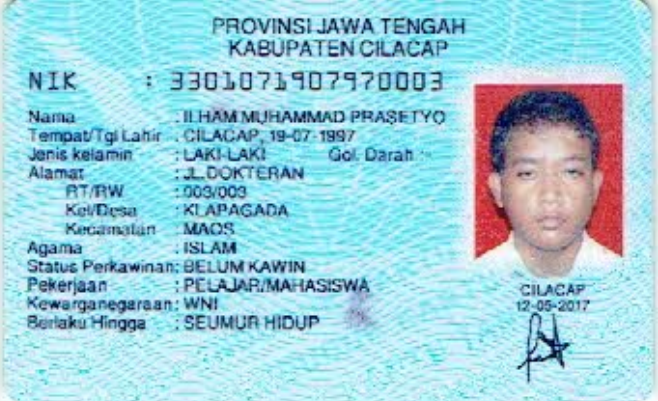 PROVINSI JAWA TENGAH
KABUPATEN CILACAP
NIK : 3301071907970003
Nama : ILHAM MUHAMMAD PRASETYO
Tempat/Tgl Lahir : CILACAP, 19-07-1997
Jenis kelamin : LAKI-LAKI Gol. Darah : -
Alamat : JL.DOKTERAN
RT/RW : 003/003
Kel/Desa : KLAPAGADA
Kecamatan : MAOS
Agama : ISLAM
Status Perkawinan: BELUM KAWIN
Pekerjaan : PELAJAR/MAHASISWA
Kewarganegaraan: WNI
Berlaku Hingga : SEUMUR HIDUP
CILACAP
12-05-2017